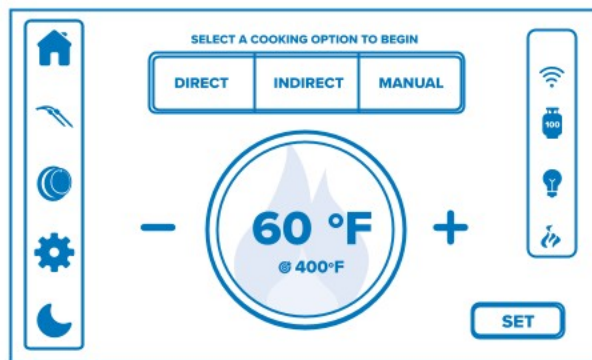 SELECT A COOKING OPTION TO BEGIN
DIRECT INDIRECT MANUAL
100
60 °F
400°F
SET